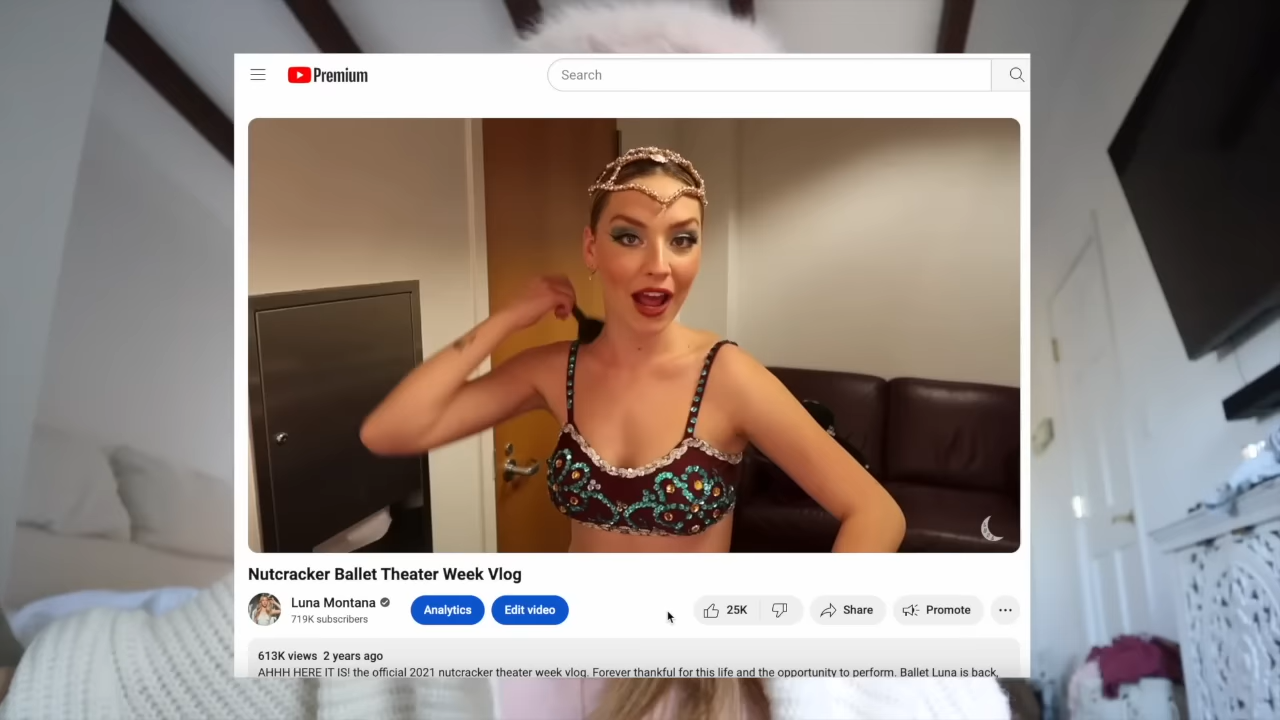 Premium
Search
Nutcracker Ballet Theater Week Vlog
Luna Montana
719K subscribers
Analytics
Edit video
25K
Share
Promote
613K views 2 years ago
AHHH HERE IT IS! the official 2021 nutcracker theater week vlog. Forever thankful for this life and the opportunity to perform. Ballet Luna is back,